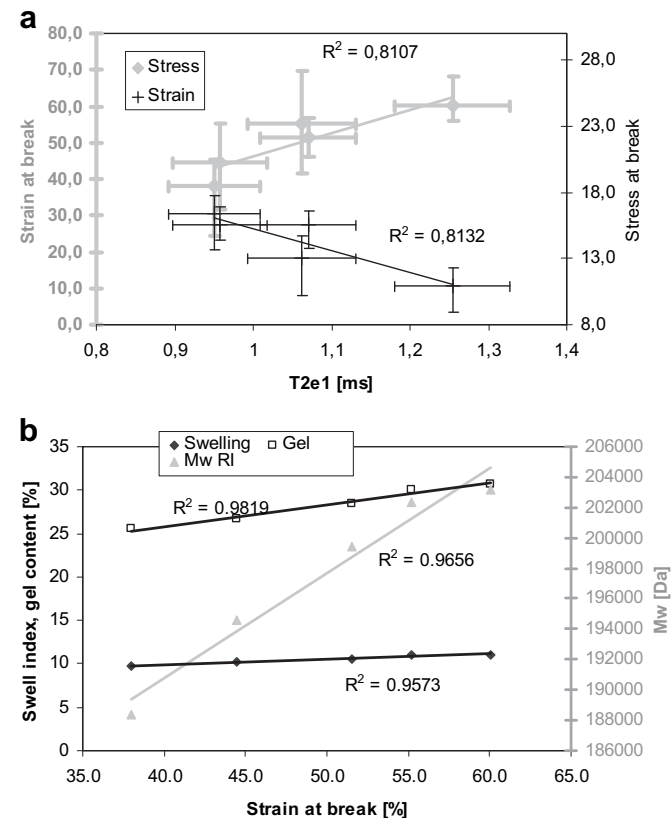 a
80,0
70,0
60,0
50,0
40,0
30,0
20,0
10,0
0,0
Strain at break
Stress
Strain
R² = 0,8107
R² = 0,8132
28,0
23,0
18,0
13,0
8,0
Stress at break
0,8 0,9 1 1,1 1,2 1,3 1,4
T2e1 [ms]
b
35
30
25
20
15
10
5
0
Swell index, gel content [%]
Swelling Gel
Mw RI
R² = 0.9819
R² = 0.9656
R² = 0.9573
206000
204000
202000
200000
198000
196000
194000
192000
190000
188000
186000
Mw [Da]
35.0 40.0 45.0 50.0 55.0 60.0 65.0
Strain at break [%]